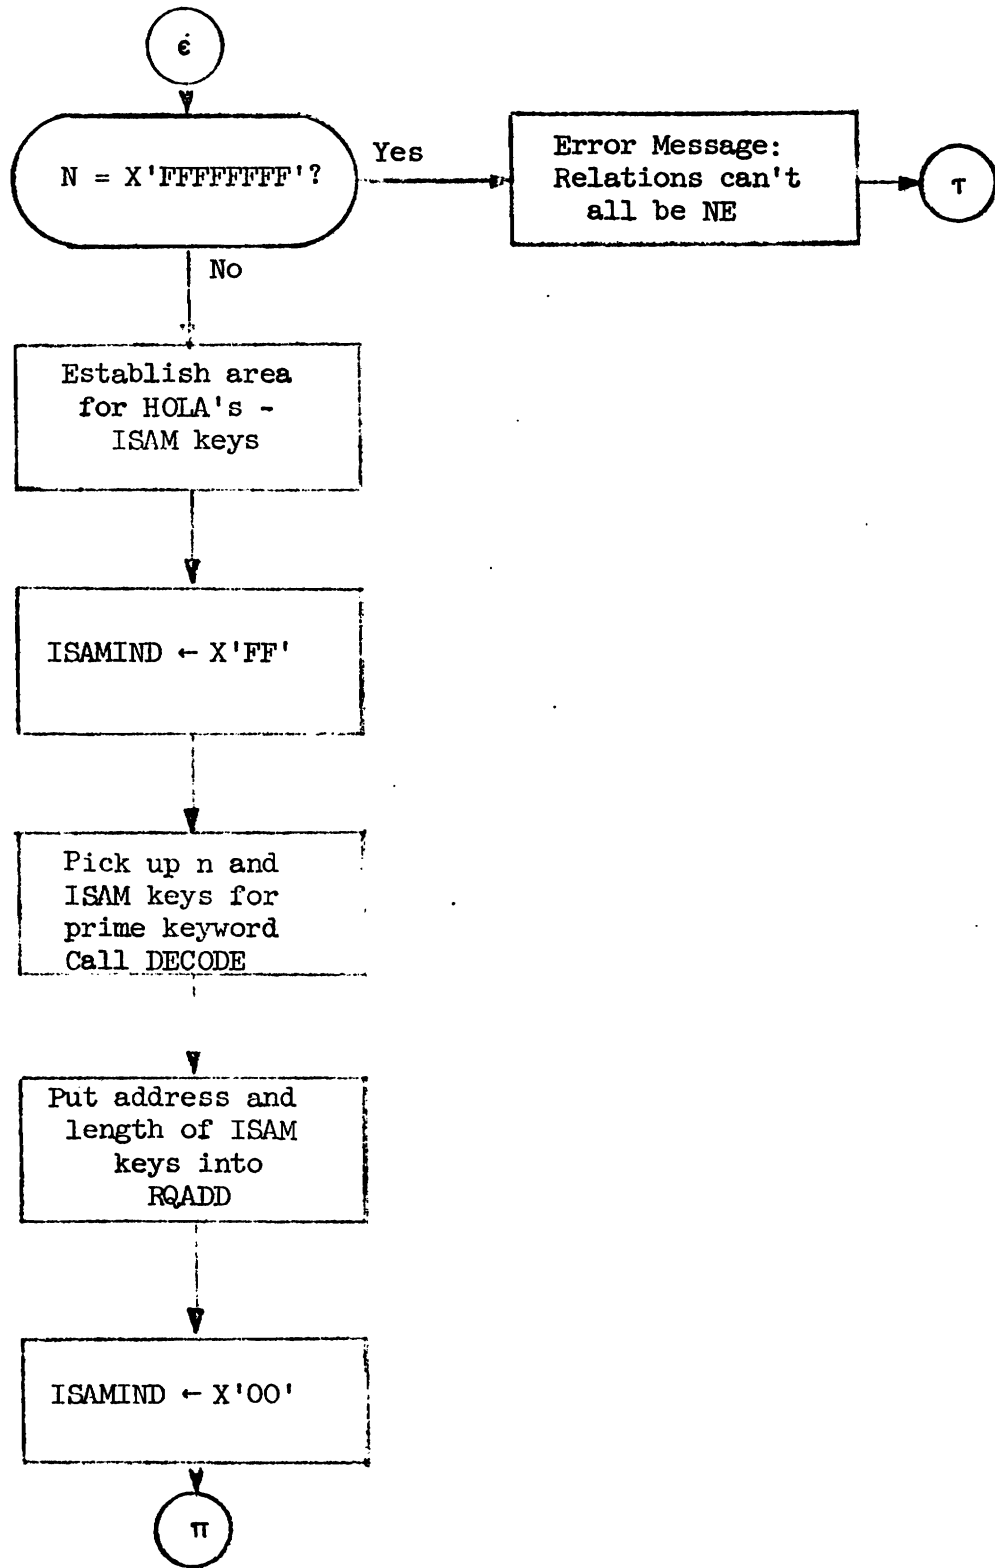 ε
N = X'FFFFFFFF'?
Yes
Error Message:
Relations can't
all be NE
τ
No
Establish area
for HOLA's -
ISAM keys
ISAMIND ← X'FF'
Pick up n and
ISAM keys for
prime keyword
Call DECODE
Put address and
length of ISAM
keys into
RQADD
ISAMIND ← X'00'
π